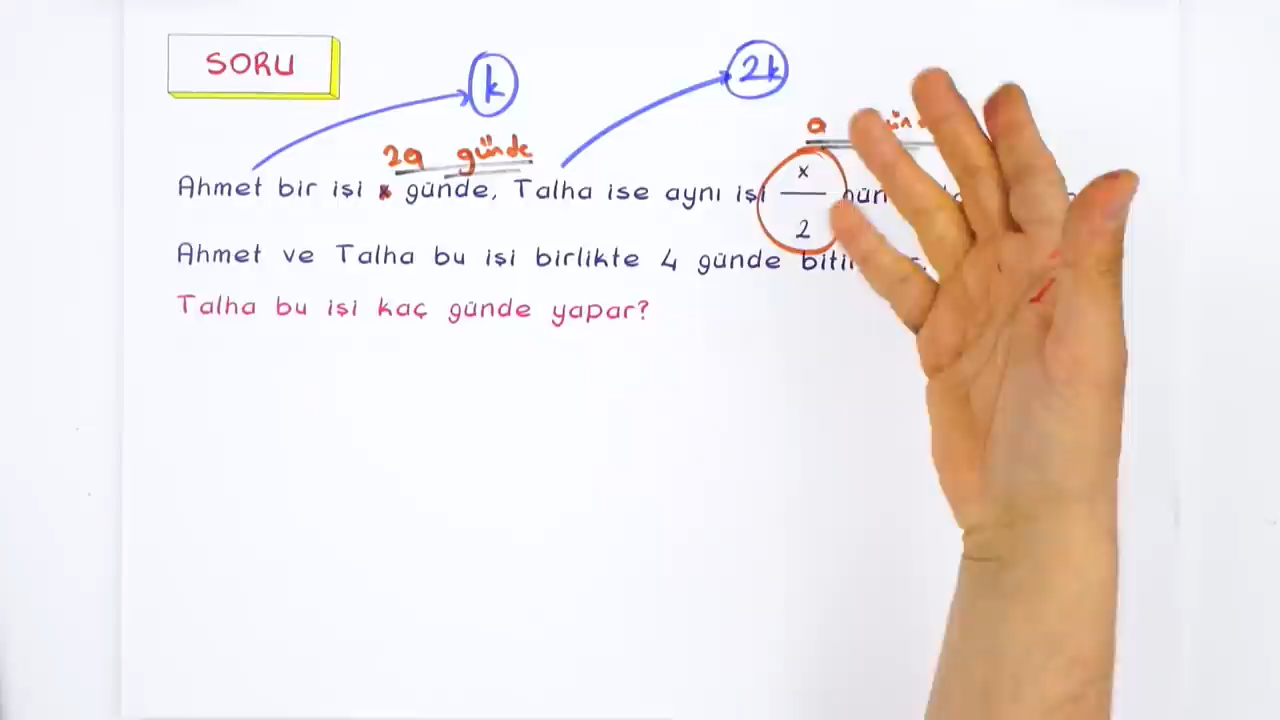 SORU
k
2k
2a günde
a
Ahmet bir işi x günde, Talha ise aynı işi x/2
Ahmet ve Talha bu işi birlikte 4 günde
Talha bu işi kaç günde yapar?